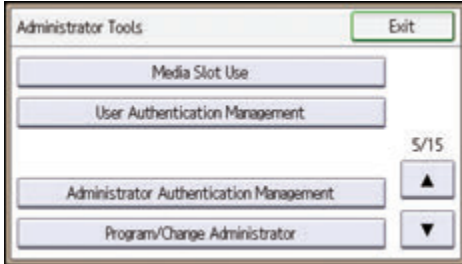 Administrator Tools
Exit
Media Slot Use
User Authentication Management
5/15
▲
Administrator Authentication Management
▼
Program/Change Administrator